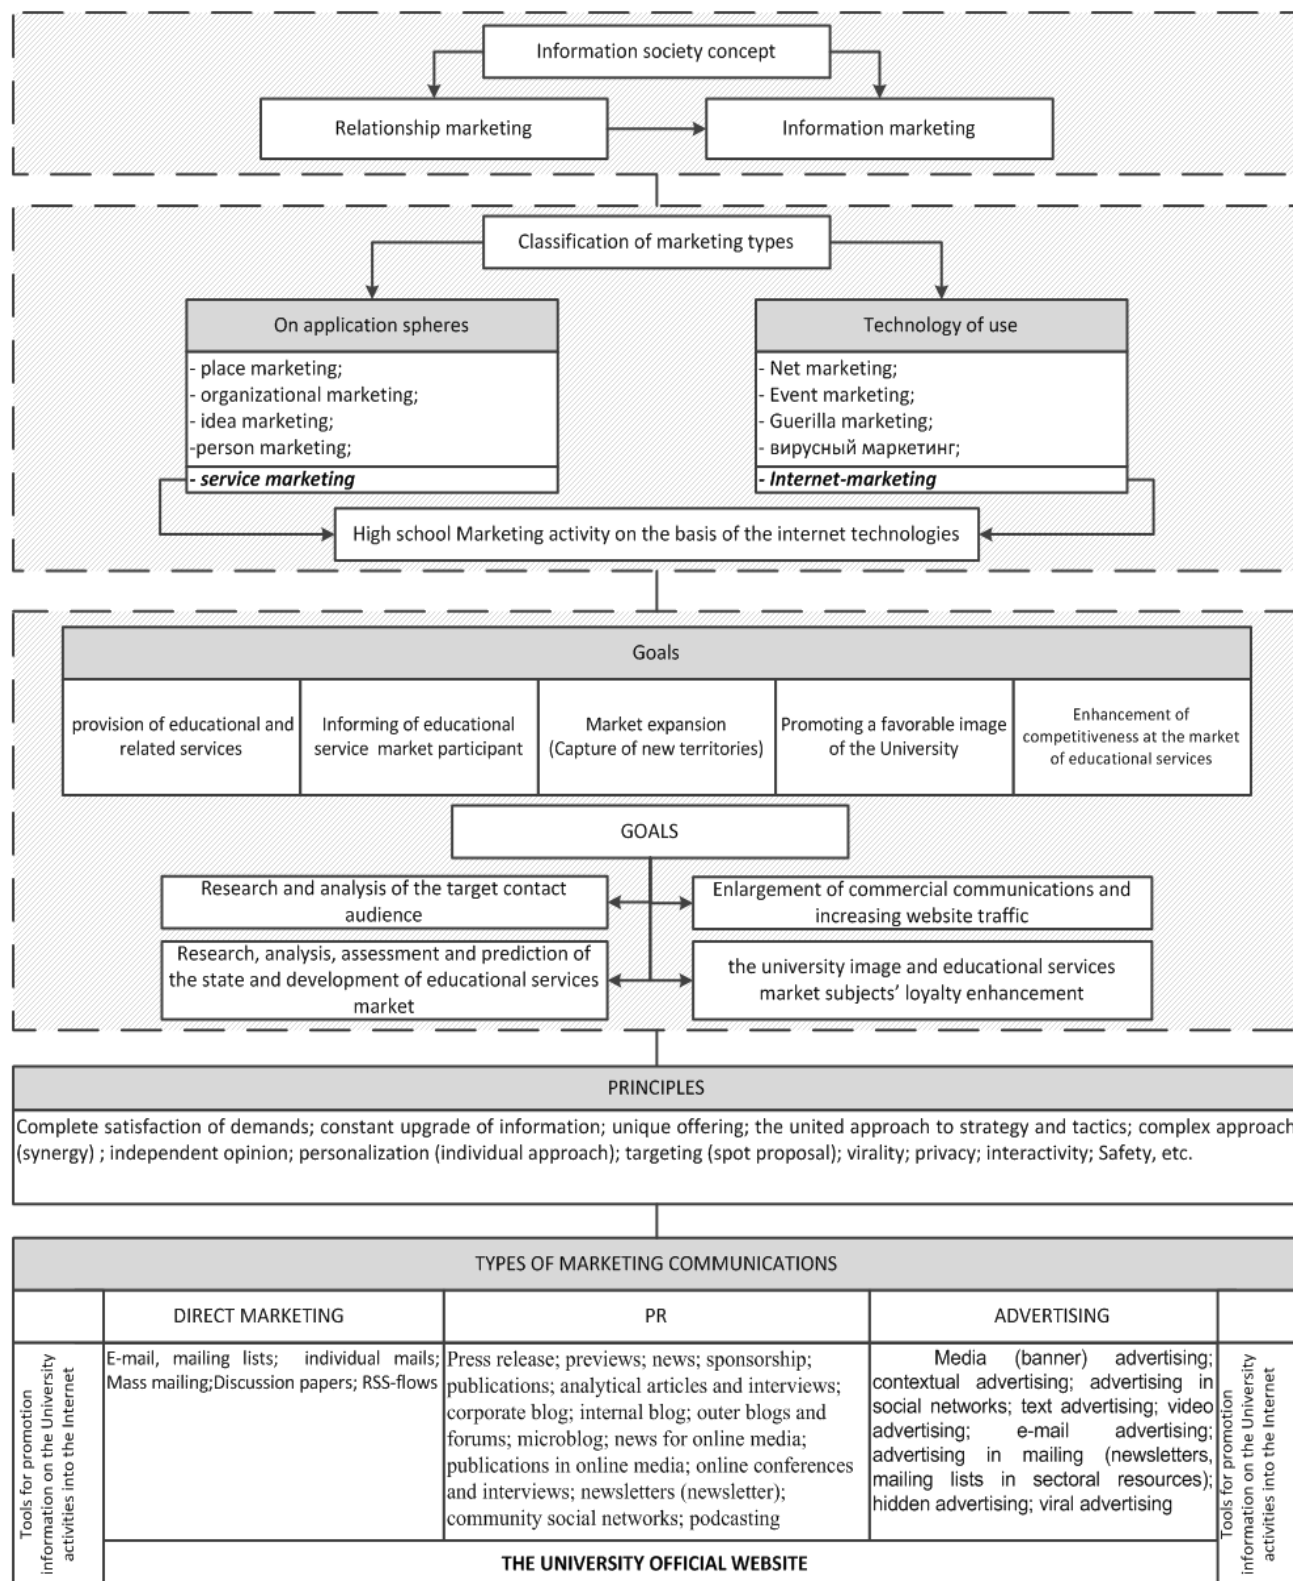 Information society concept
Relationship marketing
Information marketing
Classification of marketing types
On application spheres
- place marketing;
- organizational marketing;
- idea marketing;
-person marketing;
- service marketing
Technology of use
- Net marketing;
- Event marketing;
- Guerilla marketing;
- вирусный маркетинг;
- Internet-marketing
High school Marketing activity on the basis of the internet technologies
Goals
provision of educational and
related services
Informing of educational
service market participant
Market expansion
(Capture of new territories)
Promoting a favorable image
of the University
Enhancement of
competitiveness at the market
of educational services
GOALS
Research and analysis of the target contact
audience
Enlargement of commercial communications and
increasing website traffic
Research, analysis, assessment and prediction of
the state and development of educational services
market
the university image and educational services
market subjects’ loyalty enhancement
PRINCIPLES
Complete satisfaction of demands; constant upgrade of information; unique offering; the united approach to strategy and tactics; complex approach
(synergy) ; independent opinion; personalization (individual approach); targeting (spot proposal); virality; privacy; interactivity; Safety, etc.
TYPES OF MARKETING COMMUNICATIONS
DIRECT MARKETING
PR
ADVERTISING
Tools for promotion
information on the University
activities into the Internet
E-mail, mailing lists; individual mails;
Mass mailing;Discussion papers; RSS-flows
Press release; previews; news; sponsorship;
publications; analytical articles and interviews;
corporate blog; internal blog; outer blogs and
forums; microblog; news for online media;
publications in online media; online conferences
and interviews; newsletters (newsletter);
community social networks; podcasting
Media (banner) advertising;
contextual advertising; advertising in
social networks; text advertising; video
advertising; e-mail advertising;
advertising in mailing (newsletters,
mailing lists in sectoral resources);
hidden advertising; viral advertising
Tools for promotion
information on the University
activities into the Internet
THE UNIVERSITY OFFICIAL WEBSITE